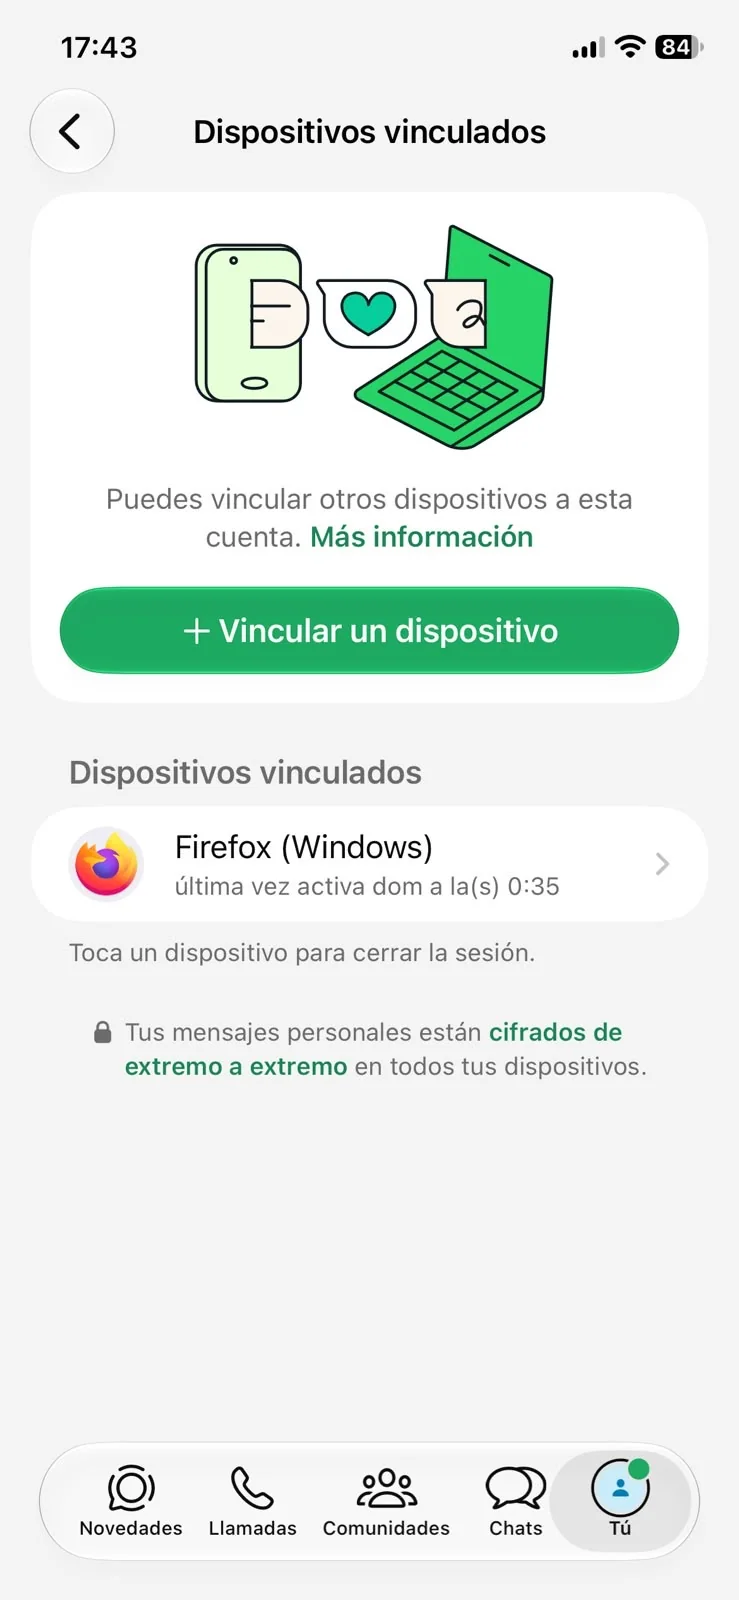 17:43
84
Dispositivos vinculados
Puedes vincular otros dispositivos a esta
cuenta. Más información
+ Vincular un dispositivo
Dispositivos vinculados
Firefox (Windows)
última vez activa dom a la(s) 0:35
Toca un dispositivo para cerrar la sesión.
Tus mensajes personales están cifrados de
extremo a extremo en todos tus dispositivos.
Novedades Llamadas Comunidades Chats Tú